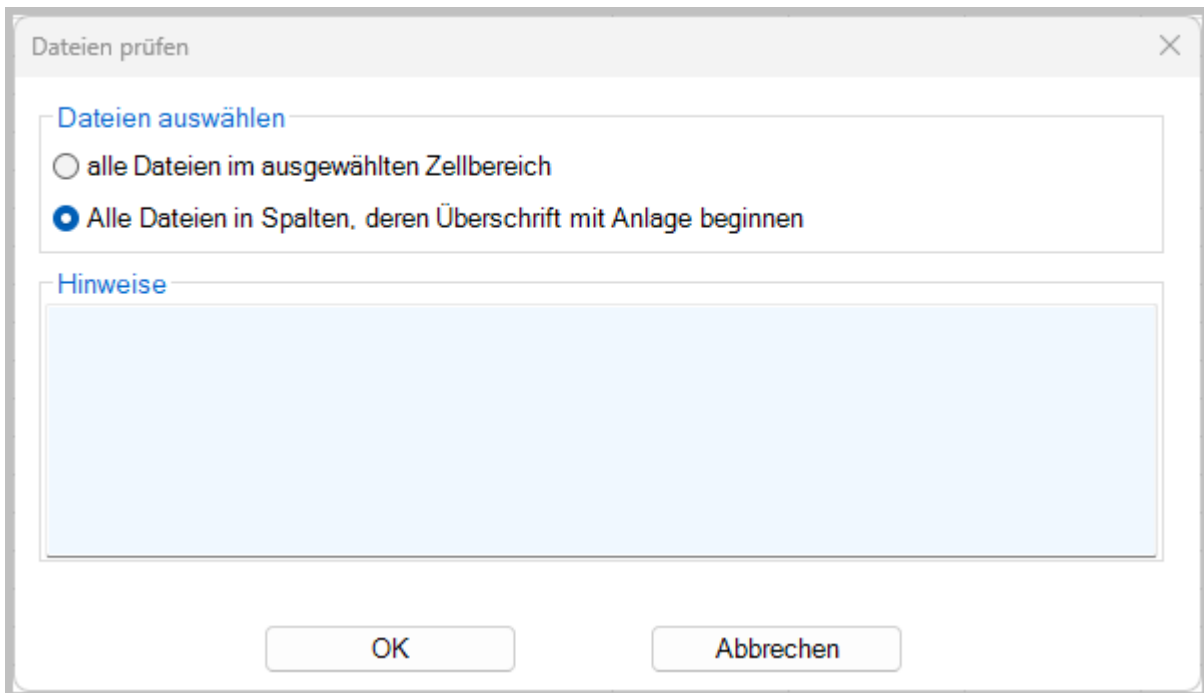 Dateien prüfen
Dateien auswählen
alle Dateien im ausgewählten Zellbereich
Alle Dateien in Spalten, deren Überschrift mit Anlage beginnen
Hinweise
OK
Abbrechen